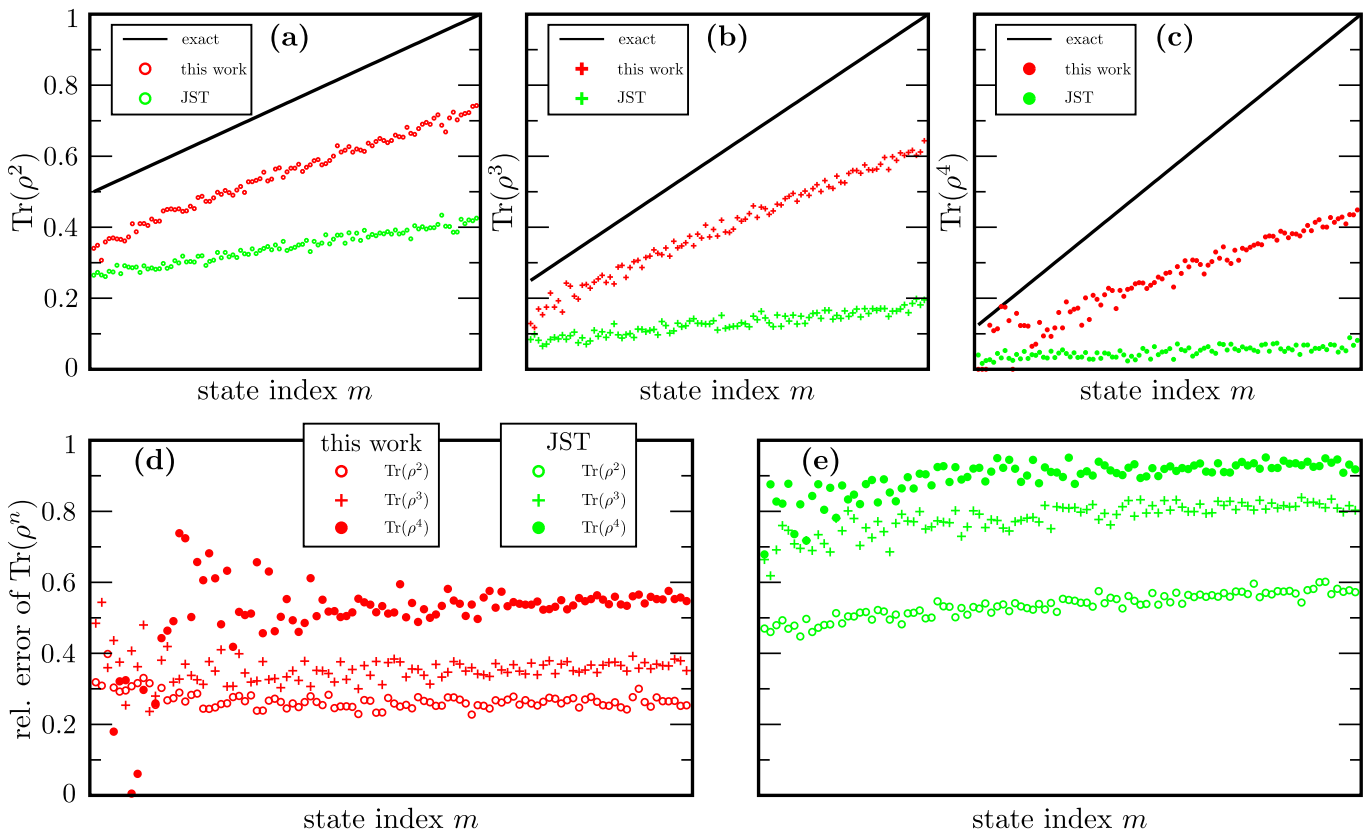 1
0.8
0.6
0.4
0.2
0
Tr(ρ²)
exact
this work
JST
(a)
state index m
Tr(ρ³)
exact
this work
JST
(b)
state index m
Tr(ρ⁴)
exact
this work
JST
(c)
state index m
1
0.8
0.6
0.4
0.2
0
rel. error of Tr(ρⁿ)
(d)
this work
Tr(ρ²)
Tr(ρ³)
Tr(ρ⁴)
JST
Tr(ρ²)
Tr(ρ³)
Tr(ρ⁴)
state index m
(e)
state index m